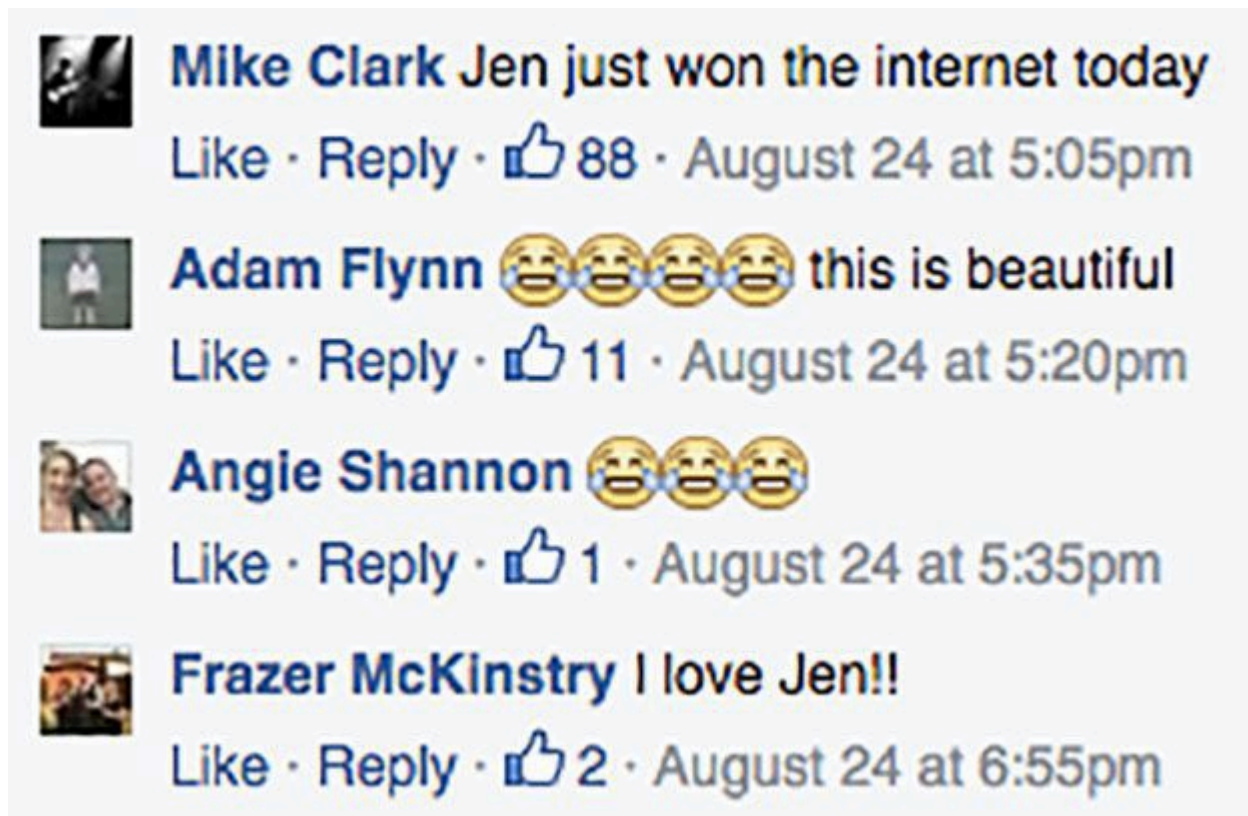 Mike Clark Jen just won the internet today
Like · Reply · 88 · August 24 at 5:05pm
Adam Flynn 😂😂😂😂 this is beautiful
Like · Reply · 11 · August 24 at 5:20pm
Angie Shannon 😂😂😂
Like · Reply · 1 · August 24 at 5:35pm
Frazer McKinstry I love Jen!!
Like · Reply · 2 · August 24 at 6:55pm